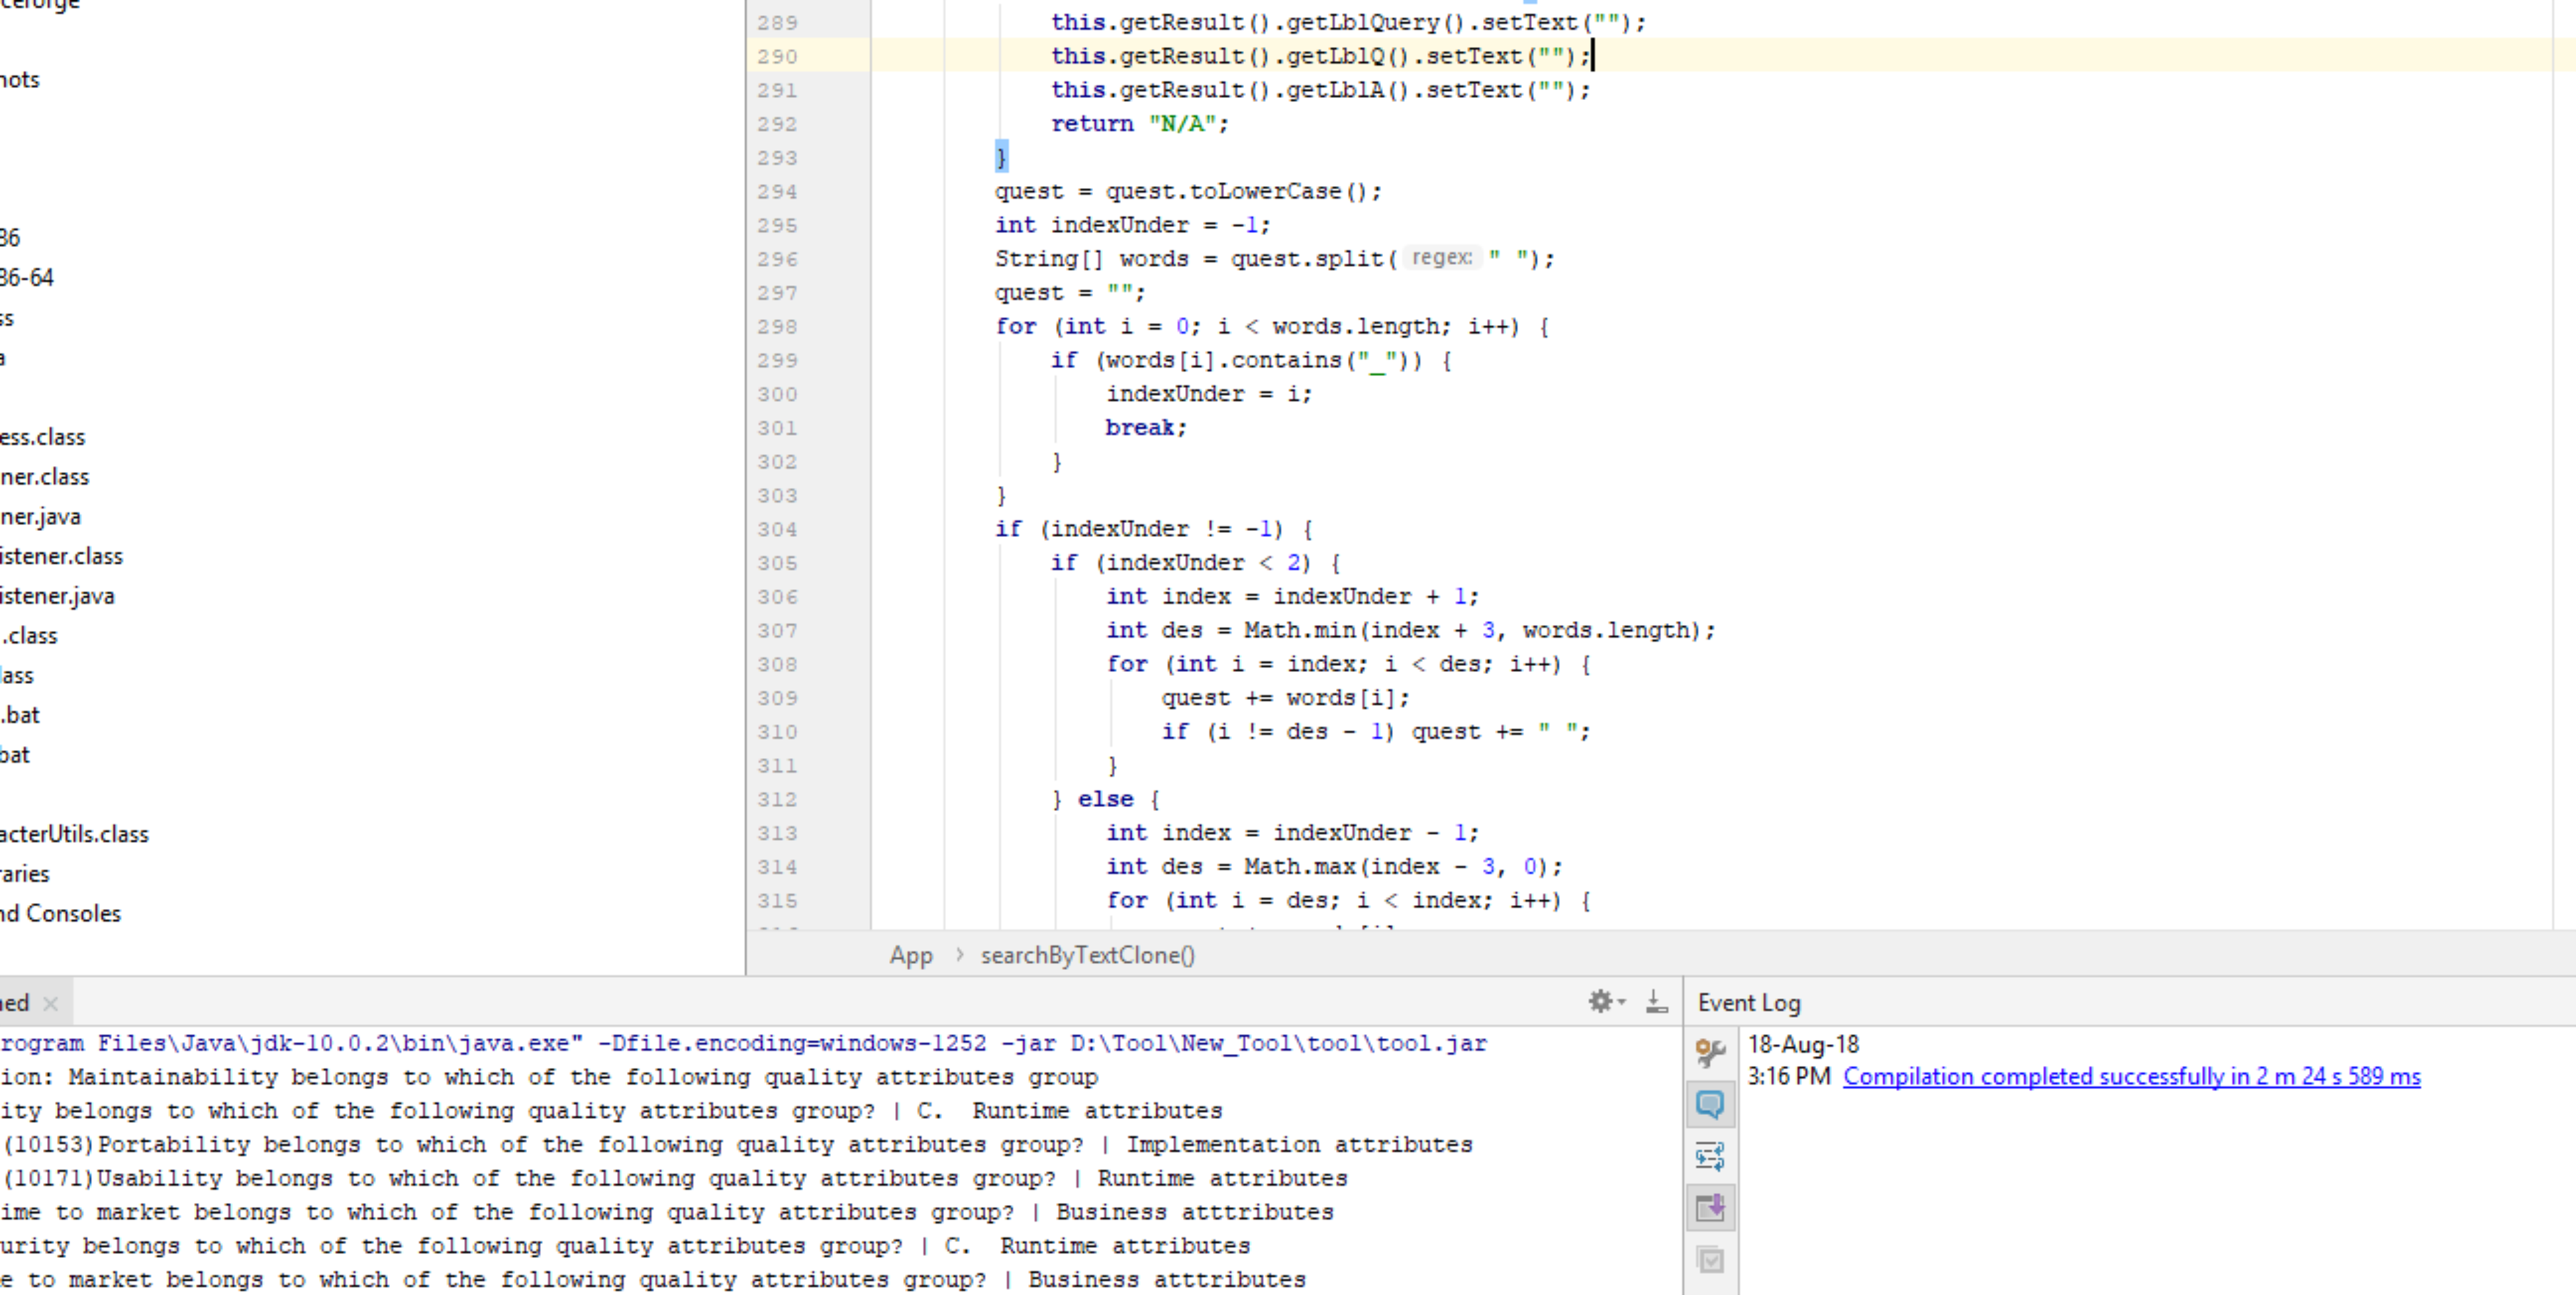 ceforge
nots
86
86-64
ss
a
ess.class
ner.class
ner.java
istener.class
istener.java
.class
lass
.bat
bat
acterUtils.class
raries
nd Consoles
289 this.getResult().getLblQuery().setText("");
290 this.getResult().getLblQ().setText("");
291 this.getResult().getLblA().setText("");
292 return "N/A";
293 }
294 quest = quest.toLowerCase();
295 int indexUnder = -1;
296 String[] words = quest.split( regex: " ");
297 quest = "";
298 for (int i = 0; i < words.length; i++) {
299 if (words[i].contains("_")) {
300 indexUnder = i;
301 break;
302 }
303 }
304 if (indexUnder != -1) {
305 if (indexUnder < 2) {
306 int index = indexUnder + 1;
307 int des = Math.min(index + 3, words.length);
308 for (int i = index; i < des; i++) {
309 quest += words[i];
310 if (i != des - 1) quest += " ";
311 }
312 } else {
313 int index = indexUnder - 1;
314 int des = Math.max(index - 3, 0);
315 for (int i = des; i < index; i++) {
App > searchByTextClone()
ned ×
rogram Files\Java\jdk-10.0.2\bin\java.exe" -Dfile.encoding=windows-1252 -jar D:\Tool\New_Tool\tool\tool.jar
ion: Maintainability belongs to which of the following quality attributes group
ity belongs to which of the following quality attributes group? | C.  Runtime attributes
(10153)Portability belongs to which of the following quality attributes group? | Implementation attributes
(10171)Usability belongs to which of the following quality attributes group? | Runtime attributes
ime to market belongs to which of the following quality attributes group? | Business atttributes
urity belongs to which of the following quality attributes group? | C.  Runtime attributes
e to market belongs to which of the following quality attributes group? | Business atttributes
Event Log
18-Aug-18
3:16 PM Compilation completed successfully in 2 m 24 s 589 ms